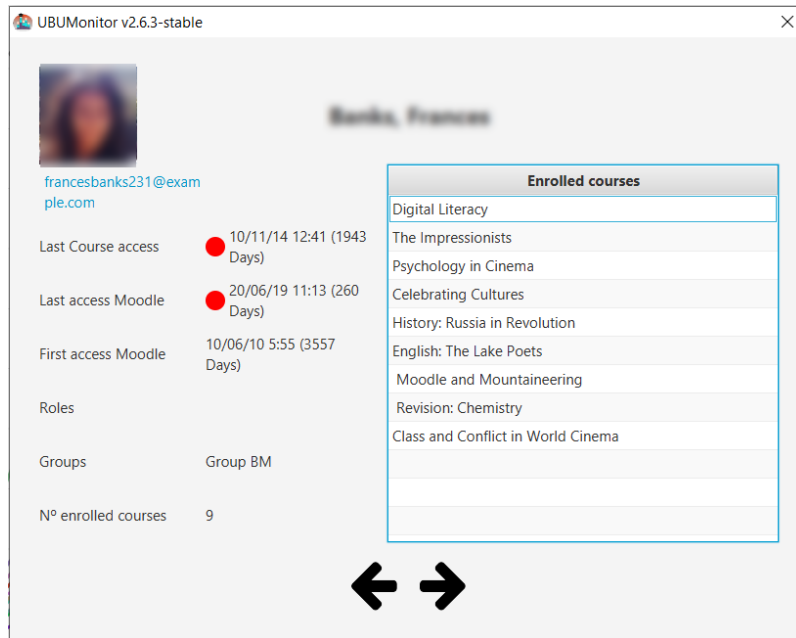 UBUMonitor v2.6.3-stable
Banks, Frances
francesbanks231@exam
ple.com
Last Course access
10/11/14 12:41 (1943
Days)
Last access Moodle
20/06/19 11:13 (260
Days)
First access Moodle
10/06/10 5:55 (3557
Days)
Roles
Groups
Group BM
Nº enrolled courses
9
Enrolled courses
Digital Literacy
The Impressionists
Psychology in Cinema
Celebrating Cultures
History: Russia in Revolution
English: The Lake Poets
Moodle and Mountaineering
Revision: Chemistry
Class and Conflict in World Cinema